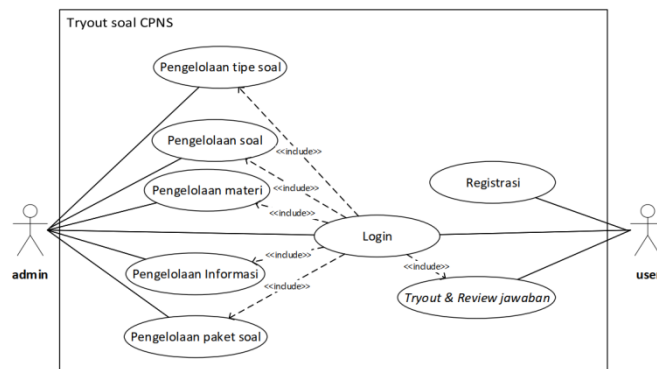 Tryout soal CPNS
Pengelolaan tipe soal
Pengelolaan soal
<<include>>
Pengelolaan materi
<<include>>
Registrasi
<<include>>
Login
admin
user
Pengelolaan Informasi
<<include>>
<<include>>
Tryout & Review jawaban
<<include>>
Pengelolaan paket soal